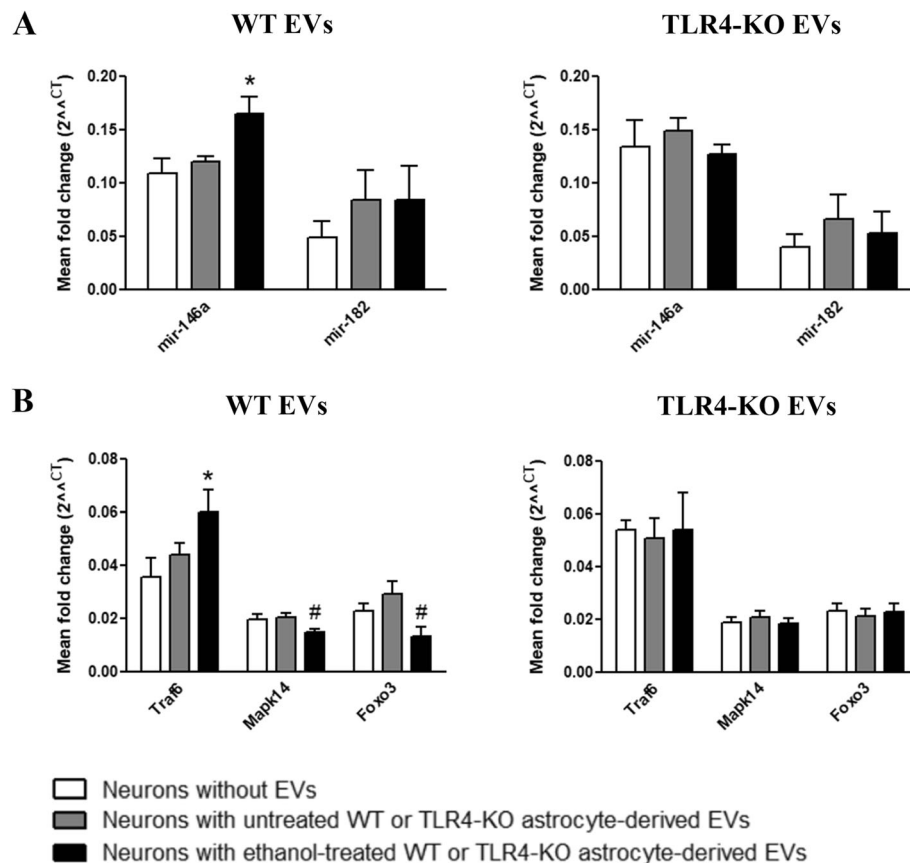 A
WT EVs
TLR4-KO EVs
Mean fold change (2^^CT)
0.20
0.15
0.10
0.05
0.00
*
mir-146a
mir-182
Mean fold change (2^^CT)
0.20
0.15
0.10
0.05
0.00
mir-146a
mir-182
B
WT EVs
TLR4-KO EVs
Mean fold change (2^^CT)
0.08
0.06
0.04
0.02
0.00
*
#
#
Traf6
Mapk14
Foxo3
Mean fold change (2^^CT)
0.08
0.06
0.04
0.02
0.00
Traf6
Mapk14
Foxo3
Neurons without EVs
Neurons with untreated WT or TLR4-KO astrocyte-derived EVs
Neurons with ethanol-treated WT or TLR4-KO astrocyte-derived EVs